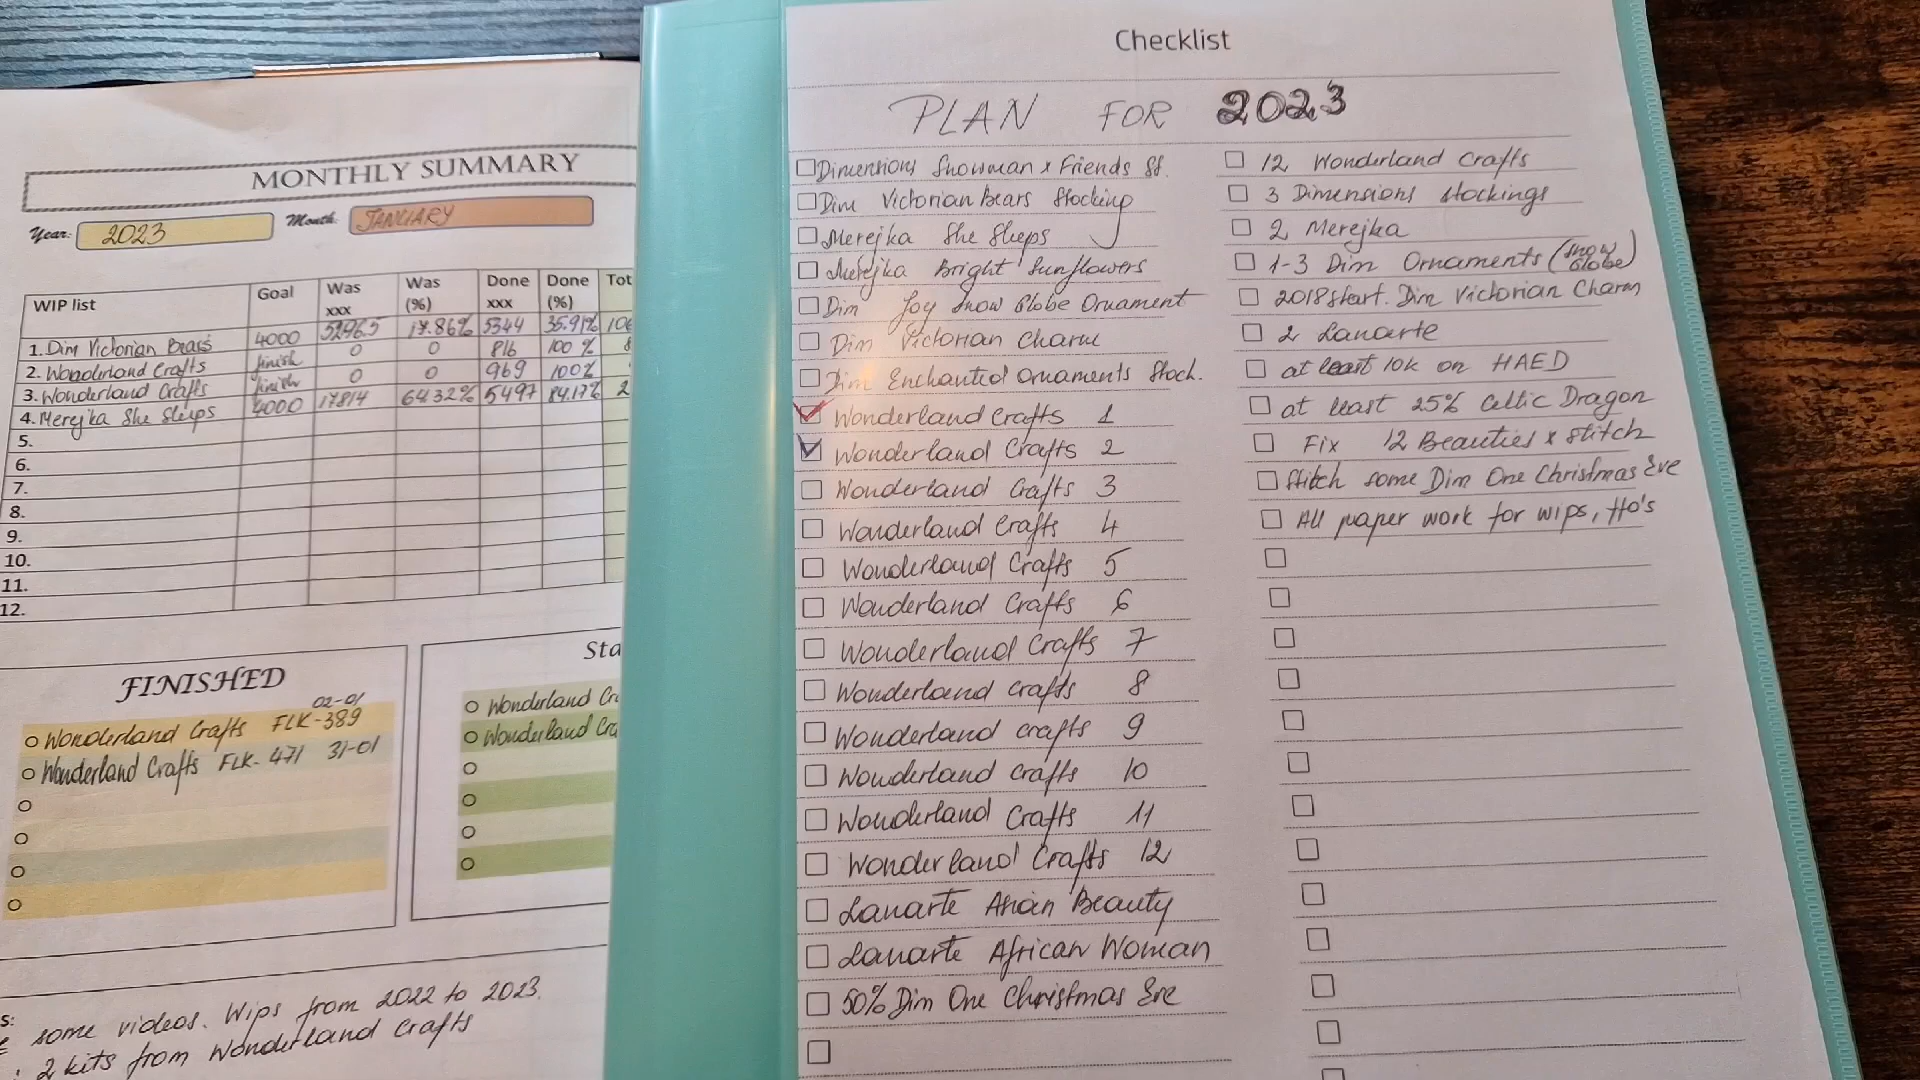 MONTHLY SUMMARY
Year: 2023 Month: JANUARY
WIP list Goal Was xxx Was (%) Done xxx Done (%) Tot
1. Dim Victorian Bears 4000 17.86% 5344 35.91% 106
2. Wonderland Crafts finish 0 0 816 100% 8
3. Wonderland Crafts finish 0 0 969 100%
4. Merejka She Sleeps 4000 17814 64.32% 5497 84.17% 2
5.
6.
7.
8.
9.
10.
11.
12.
FINISHED
Wonderland Crafts FLK-389 02-01
Wonderland Crafts FLK-471 31-01
Sta
Wonderland Cra
Wonderland Cra
s:
some videos. Wips from 2022 to 2023.
2 kits from Wonderland Crafts
Checklist
PLAN FOR 2023
Dimensions Snowman & Friends St.
Dim Victorian Bears Stocking
Merejka She Sleeps
Merejka Bright Sunflowers
Dim Joy Snow Globe Ornament
Dim Victorian Charm
Dim Enchanted Ornaments Stock.
Wonderland Crafts 1
Wonderland Crafts 2
Wonderland Crafts 3
Wonderland Crafts 4
Wonderland Crafts 5
Wonderland Crafts 6
Wonderland Crafts 7
Wonderland Crafts 8
Wonderland crafts 9
Wonderland Crafts 10
Wonderland Crafts 11
Wonderland Crafts 12
Lanarte Asian Beauty
Lanarte African Woman
50% Dim One Christmas Eve
12 Wonderland Crafts
3 Dimensions stockings
2 Merejka
1-3 Dim Ornaments (snow Globe)
2018 start. Dim Victorian Charm
2 Lanarte
at least 10k on HAED
at least 25% Celtic Dragon
Fix 12 Beauties & stitch
Stitch some Dim One Christmas Eve
All paper work for wips, ffo's